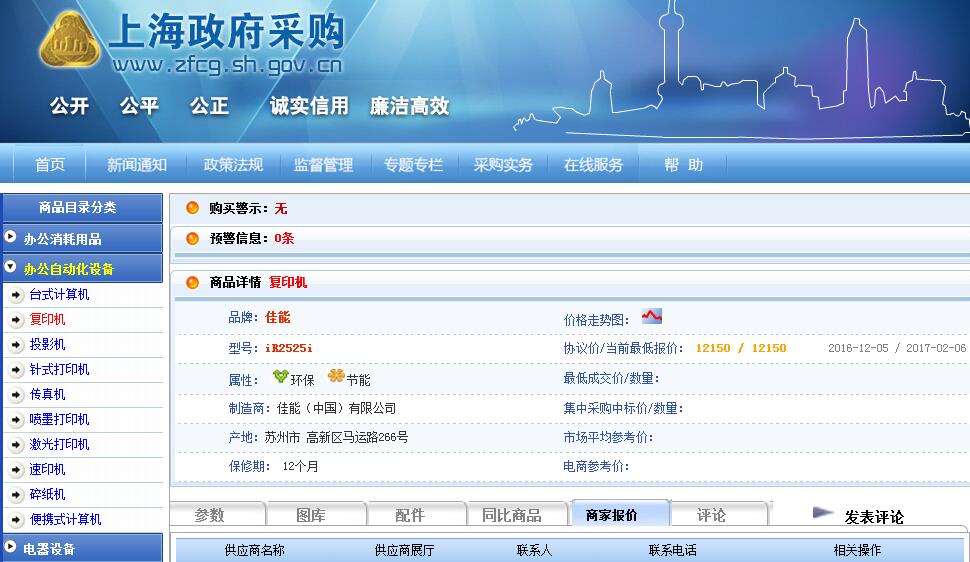 上海政府采购
www.zfcg.sh.gov.cn
公开 公平 公正 诚实信用 廉洁高效
首页 新闻通知 政策法规 监督管理 专题专栏 采购实务 在线服务 帮 助
商品目录分类
办公消耗用品
办公自动化设备
台式计算机
复印机
投影机
针式打印机
传真机
喷墨打印机
激光打印机
速印机
碎纸机
便携式计算机
电器设备
购买警示：无
预警信息：0条
商品详情 复印机
品牌：佳能 价格走势图：
型号：iR2525i 协议价/当前最低报价： 12150 / 12150 2016-12-05 / 2017-02-06
属性： 环保 节能 最低成交价/数量：
制造商：佳能（中国）有限公司 集中采购中标价/数量：
产地：苏州市 高新区马运路266号 市场平均参考价：
保修期： 12个月 电商参考价：
参数 图库 配件 同比商品 商家报价 评论 发表评论
供应商名称 供应商展厅 联系人 联系电话 相关操作